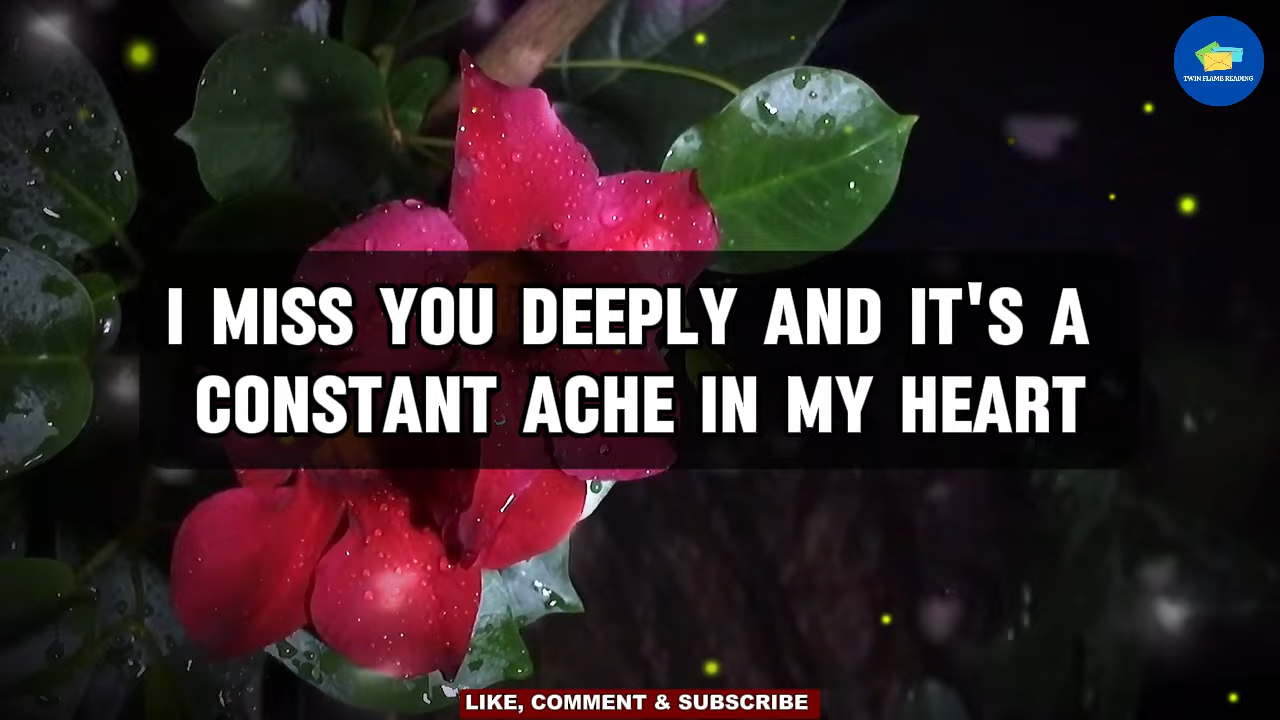 TWIN FLAME READING
I MISS YOU DEEPLY AND IT'S A
CONSTANT ACHE IN MY HEART
LIKE, COMMENT & SUBSCRIBE